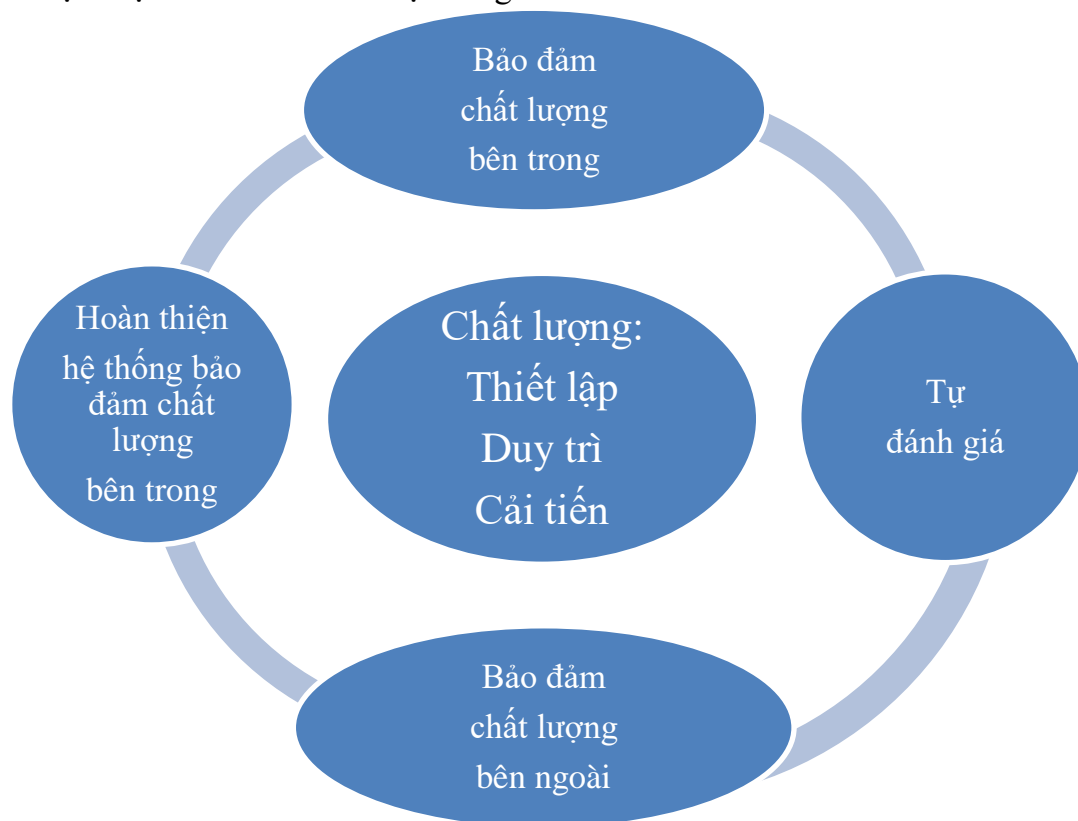 Bảo đảm
chất lượng
bên trong
Hoàn thiện
hệ thống bảo
đảm chất
lượng
bên trong
Chất lượng:
Thiết lập
Duy trì
Cải tiến
Tự
đánh giá
Bảo đảm
chất lượng
bên ngoài